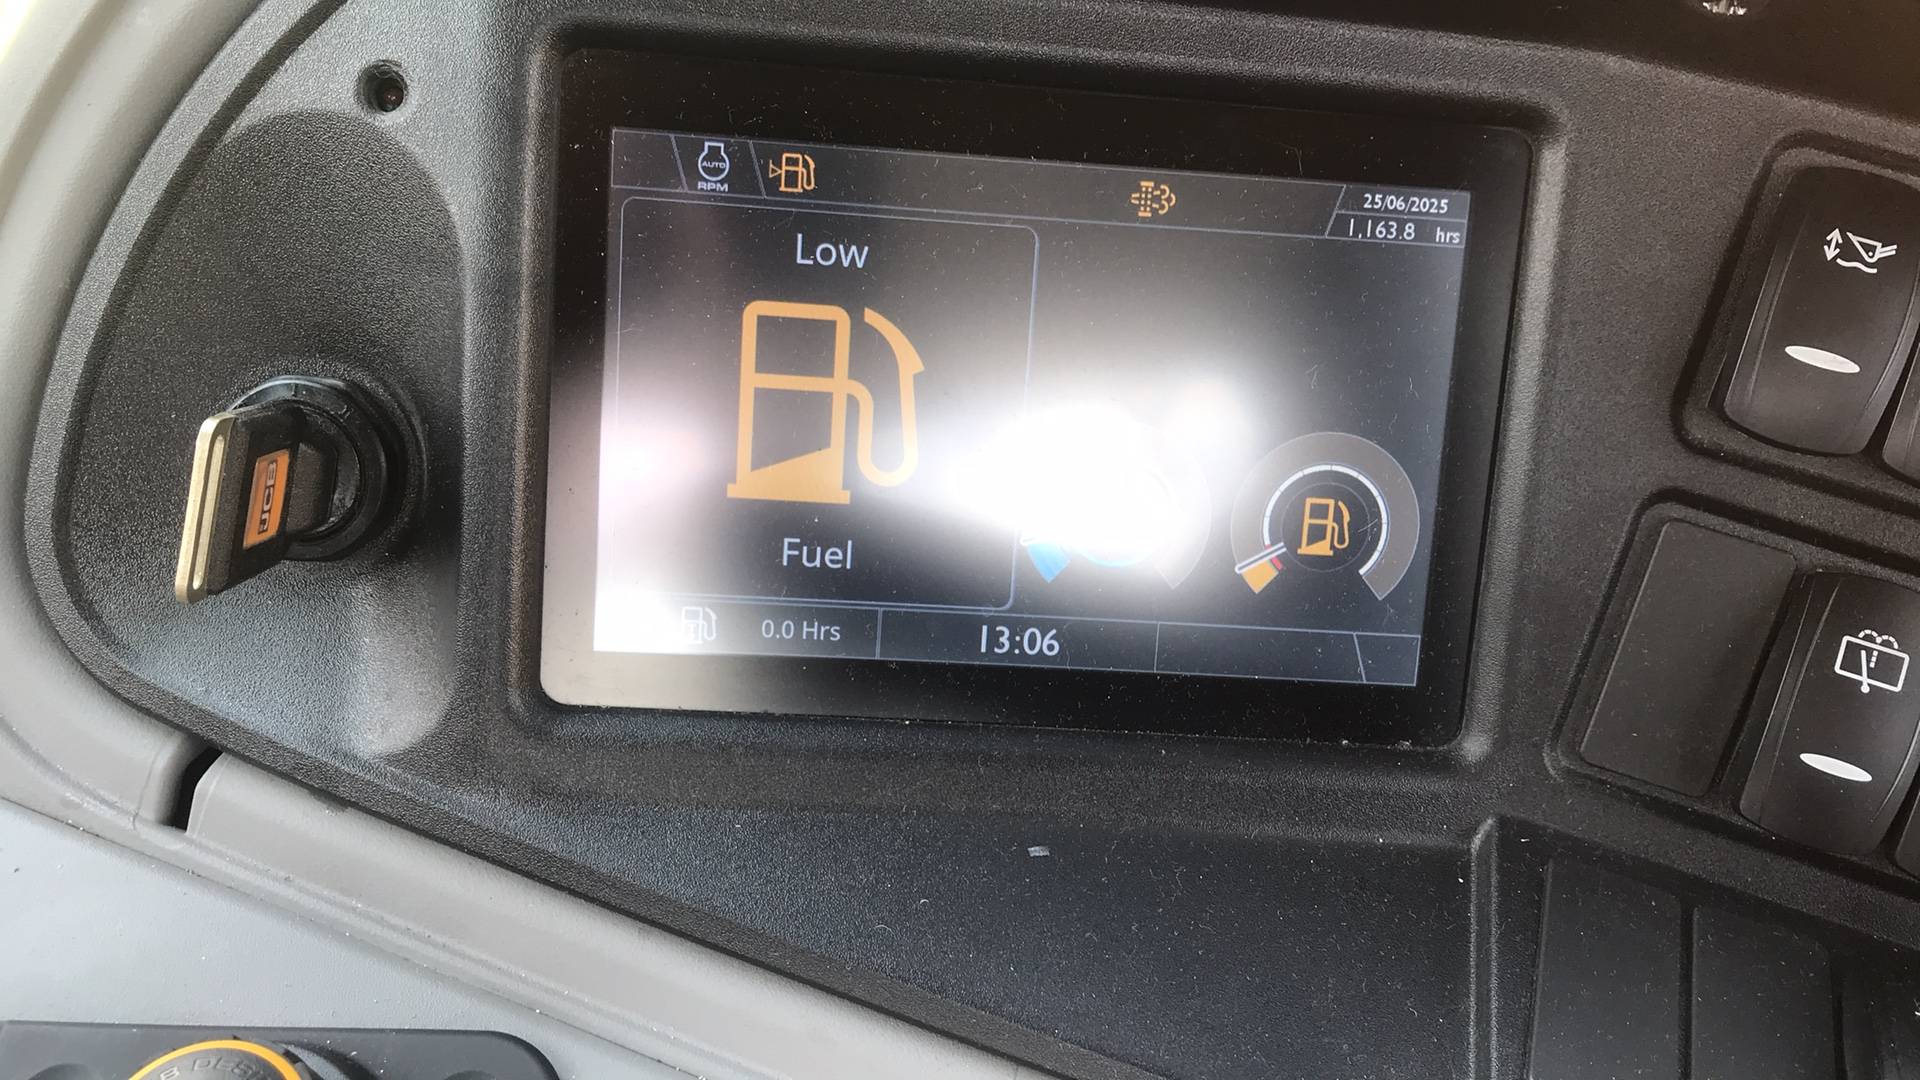 AUTO
RPM
25/06/2025
1,163.8 hrs
Low
Fuel
0.0 Hrs
13:06
JCB